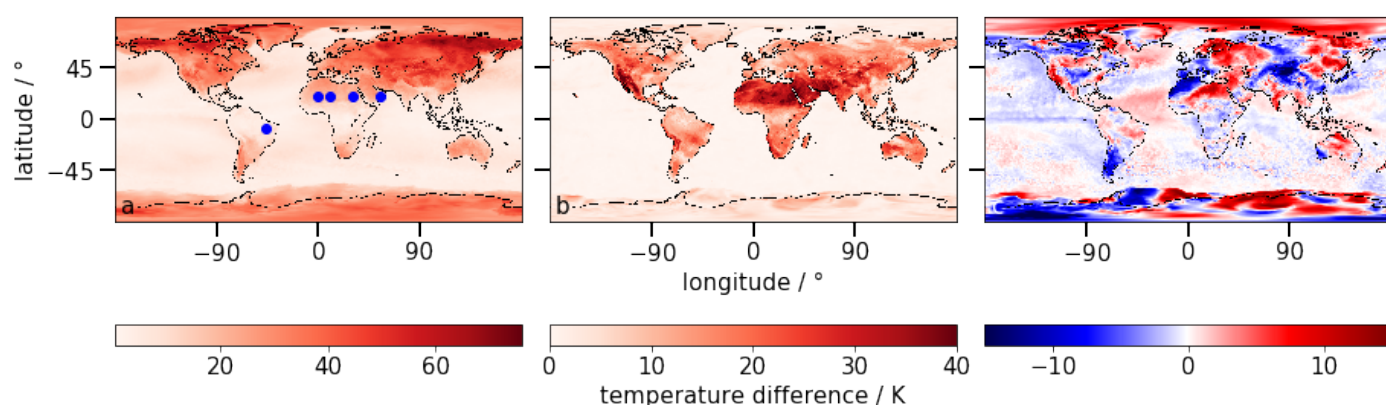 latitude / °
45
0
−45
a
b
−90 0 90
−90 0 90
−90 0 90
longitude / °
20 40 60
0 10 20 30 40
−10 0 10
temperature difference / K